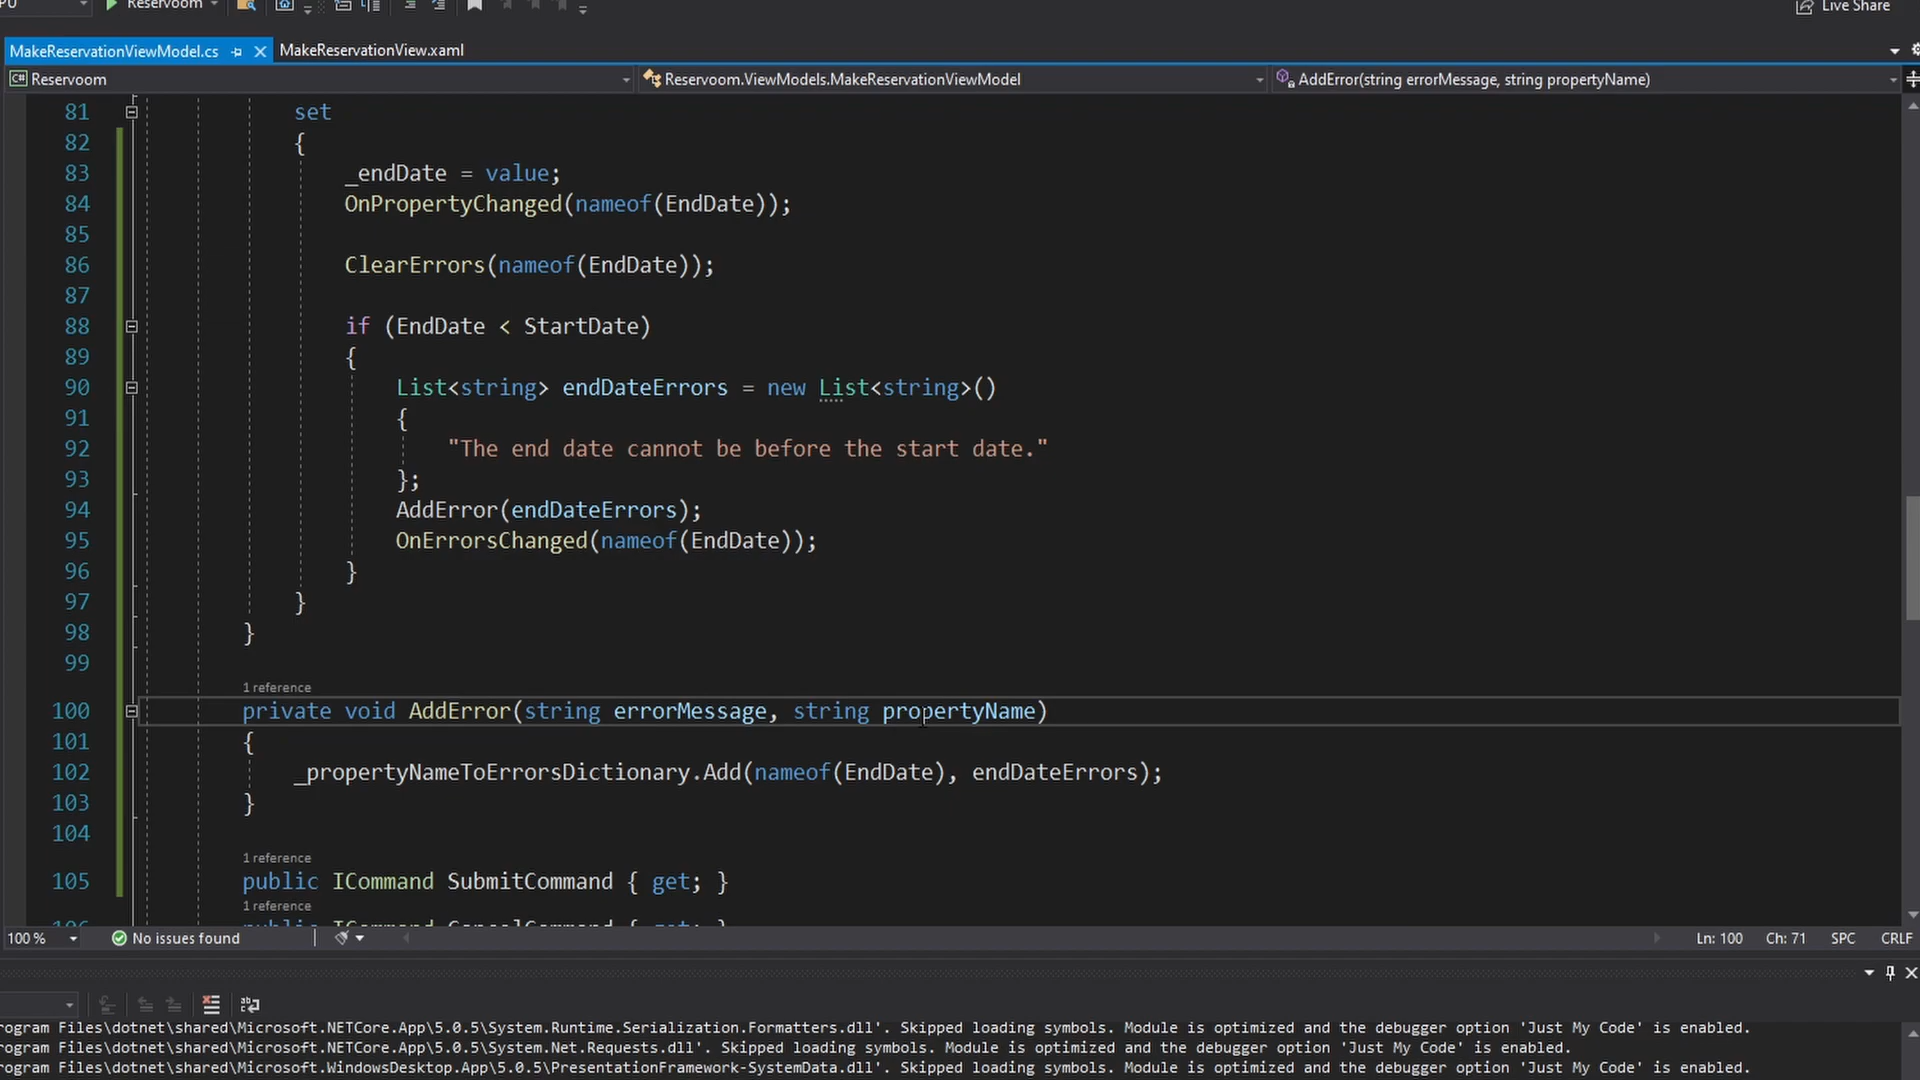 Reservoom
Live Share
MakeReservationViewModel.cs MakeReservationView.xaml
C# Reservoom Reservoom.ViewModels.MakeReservationViewModel AddError(string errorMessage, string propertyName)
81 set
82 {
83 _endDate = value;
84 OnPropertyChanged(nameof(EndDate));
85
86 ClearErrors(nameof(EndDate));
87
88 if (EndDate < StartDate)
89 {
90 List<string> endDateErrors = new List<string>()
91 {
92 "The end date cannot be before the start date."
93 };
94 AddError(endDateErrors);
95 OnErrorsChanged(nameof(EndDate));
96 }
97 }
98 }
99
1 reference
100 private void AddError(string errorMessage, string propertyName)
101 {
102 _propertyNameToErrorsDictionary.Add(nameof(EndDate), endDateErrors);
103 }
104
1 reference
105 public ICommand SubmitCommand { get; }
1 reference
100 % No issues found Ln: 100 Ch: 71 SPC CRLF
rogram Files\dotnet\shared\Microsoft.NETCore.App\5.0.5\System.Runtime.Serialization.Formatters.dll'. Skipped loading symbols. Module is optimized and the debugger option 'Just My Code' is enabled.
rogram Files\dotnet\shared\Microsoft.NETCore.App\5.0.5\System.Net.Requests.dll'. Skipped loading symbols. Module is optimized and the debugger option 'Just My Code' is enabled.
rogram Files\dotnet\shared\Microsoft.WindowsDesktop.App\5.0.5\PresentationFramework-SystemData.dll'. Skipped loading symbols. Module is optimized and the debugger option 'Just My Code' is enabled.